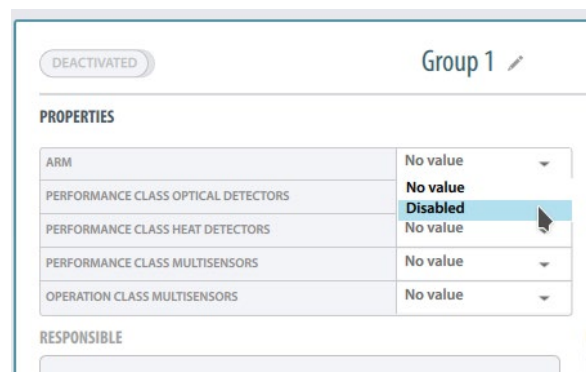 DEACTIVATED
Group 1
PROPERTIES
ARM No value
No value
PERFORMANCE CLASS OPTICAL DETECTORS
Disabled
PERFORMANCE CLASS HEAT DETECTORS No value
PERFORMANCE CLASS MULTISENSORS No value
OPERATION CLASS MULTISENSORS No value
RESPONSIBLE